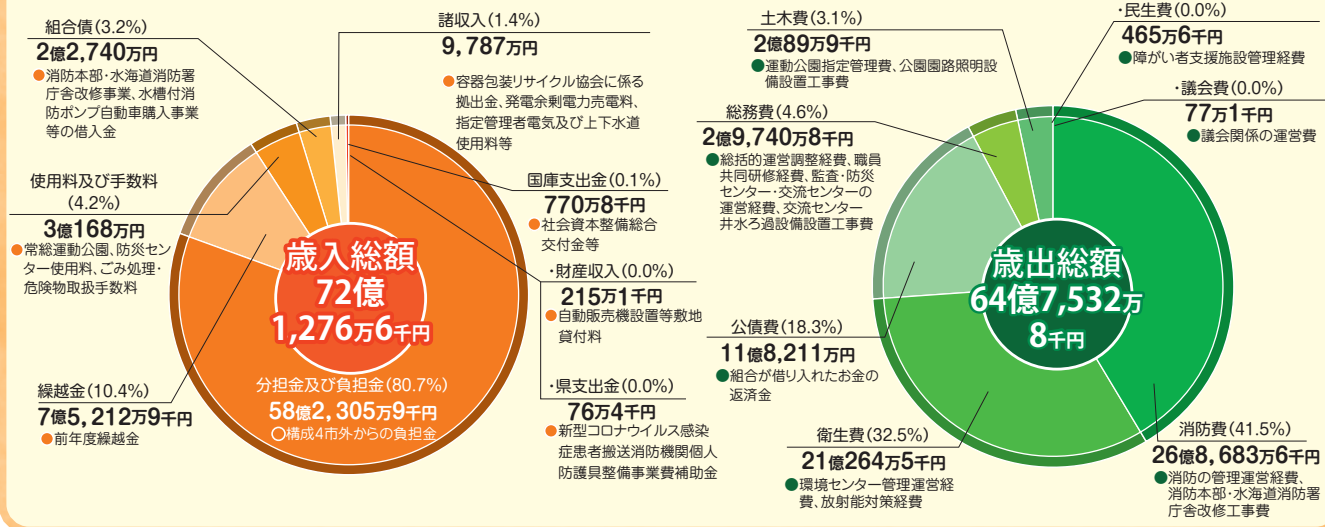 組合債(3.2%)
2億2,740万円
●消防本部・水海道消防署
庁舎改修事業、水槽付消
防ポンプ自動車購入事業
等の借入金
諸収入(1.4%)
9,787万円
●容器包装リサイクル協会に係る
拠出金、発電余剰電力売電料、
指定管理者電気及び上下水道
使用料等
使用料及び手数料
(4.2%)
3億168万円
●常総運動公園、防災セン
ター使用料、ごみ処理・
危険物取扱手数料
国庫支出金(0.1%)
770万8千円
●社会資本整備総合
交付金等
・財産収入(0.0%)
215万1千円
●自動販売機設置等敷地
貸付料
・県支出金(0.0%)
76万4千円
●新型コロナウイルス感染
症患者搬送消防機関個人
防護具整備事業費補助金
繰越金(10.4%)
7億5,212万9千円
●前年度繰越金
歳入総額
72億
1,276万6千円
分担金及び負担金(80.7%)
58億2,305万9千円
○構成4市外からの負担金
土木費(3.1%)
2億89万9千円
●運動公園指定管理費、公園園路照明設
備設置工事費
・民生費(0.0%)
465万6千円
●障がい者支援施設管理経費
・議会費(0.0%)
77万1千円
●議会関係の運営費
総務費(4.6%)
2億9,740万8千円
●総括的運営調整経費、職員
共同研修経費、監査・防災
センター・交流センターの
運営経費、交流センター
井水ろ過設備設置工事費
公債費(18.3%)
11億8,211万円
●組合が借り入れたお金の
返済金
歳出総額
64億7,532万
8千円
衛生費(32.5%)
21億264万5千円
●環境センター管理運営経
費、放射能対策経費
消防費(41.5%)
26億8,683万6千円
●消防の管理運営経費、
消防本部・水海道消防署
庁舎改修工事費